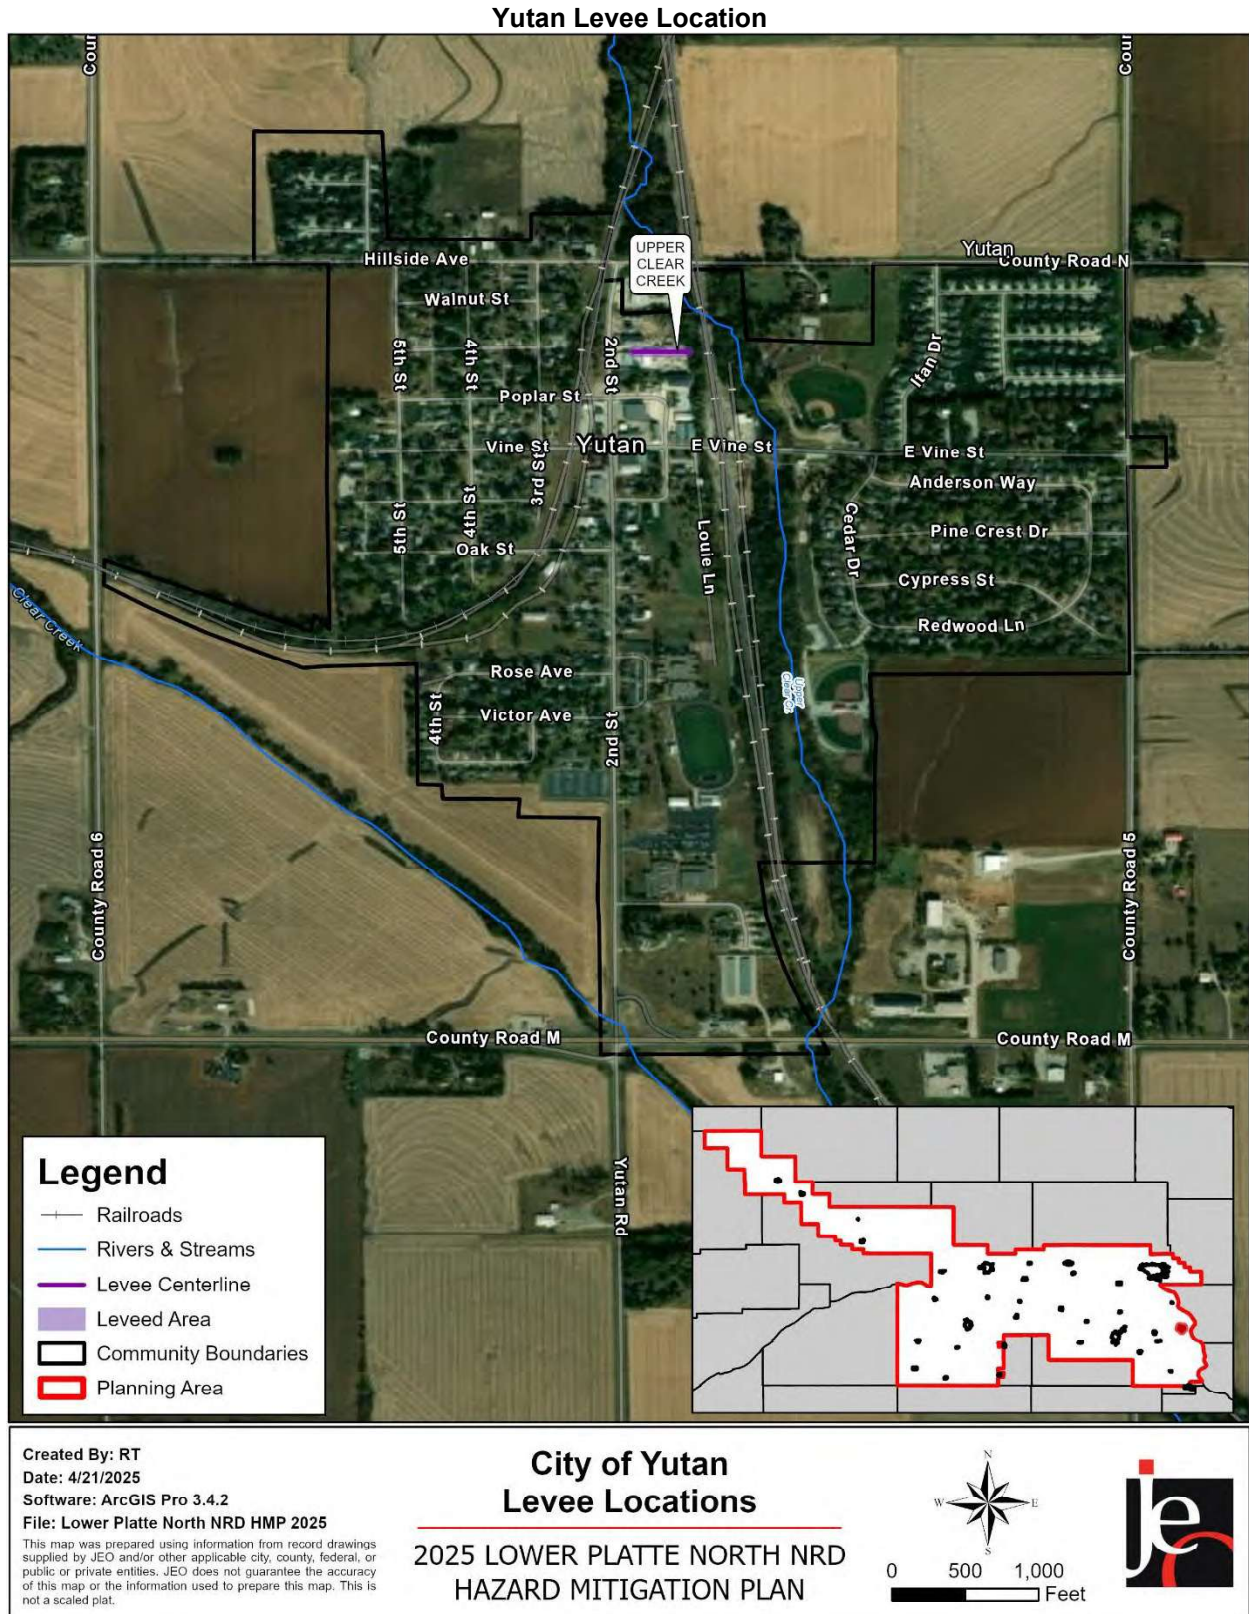 Yutan Levee Location
Coun
Coun
UPPER
CLEAR
CREEK
Yutan
Hillside Ave
County Road N
Walnut St
5th St
4th St
2nd St
Itan Dr
Poplar St
Vine St
Yutan
E Vine St
E Vine St
3rd St
Anderson Way
5th St
4th St
Cedar Dr
Pine Crest Dr
Oak St
Louie Ln
Cypress St
Clear Creek
Redwood Ln
Rose Ave
Upper
Clear Cr.
4th St
Victor Ave
2nd St
County Road 6
County Road 5
County Road M
County Road M
Yutan Rd
Legend
Railroads
Rivers & Streams
Levee Centerline
Leveed Area
Community Boundaries
Planning Area
Created By: RT
Date: 4/21/2025
Software: ArcGIS Pro 3.4.2
File: Lower Platte North NRD HMP 2025
This map was prepared using information from record drawings
supplied by JEO and/or other applicable city, county, federal, or
public or private entities. JEO does not guarantee the accuracy
of this map or the information used to prepare this map. This is
not a scaled plat.
City of Yutan
Levee Locations
2025 LOWER PLATTE NORTH NRD
HAZARD MITIGATION PLAN
N
W E
S
0 500 1,000
Feet
jeo